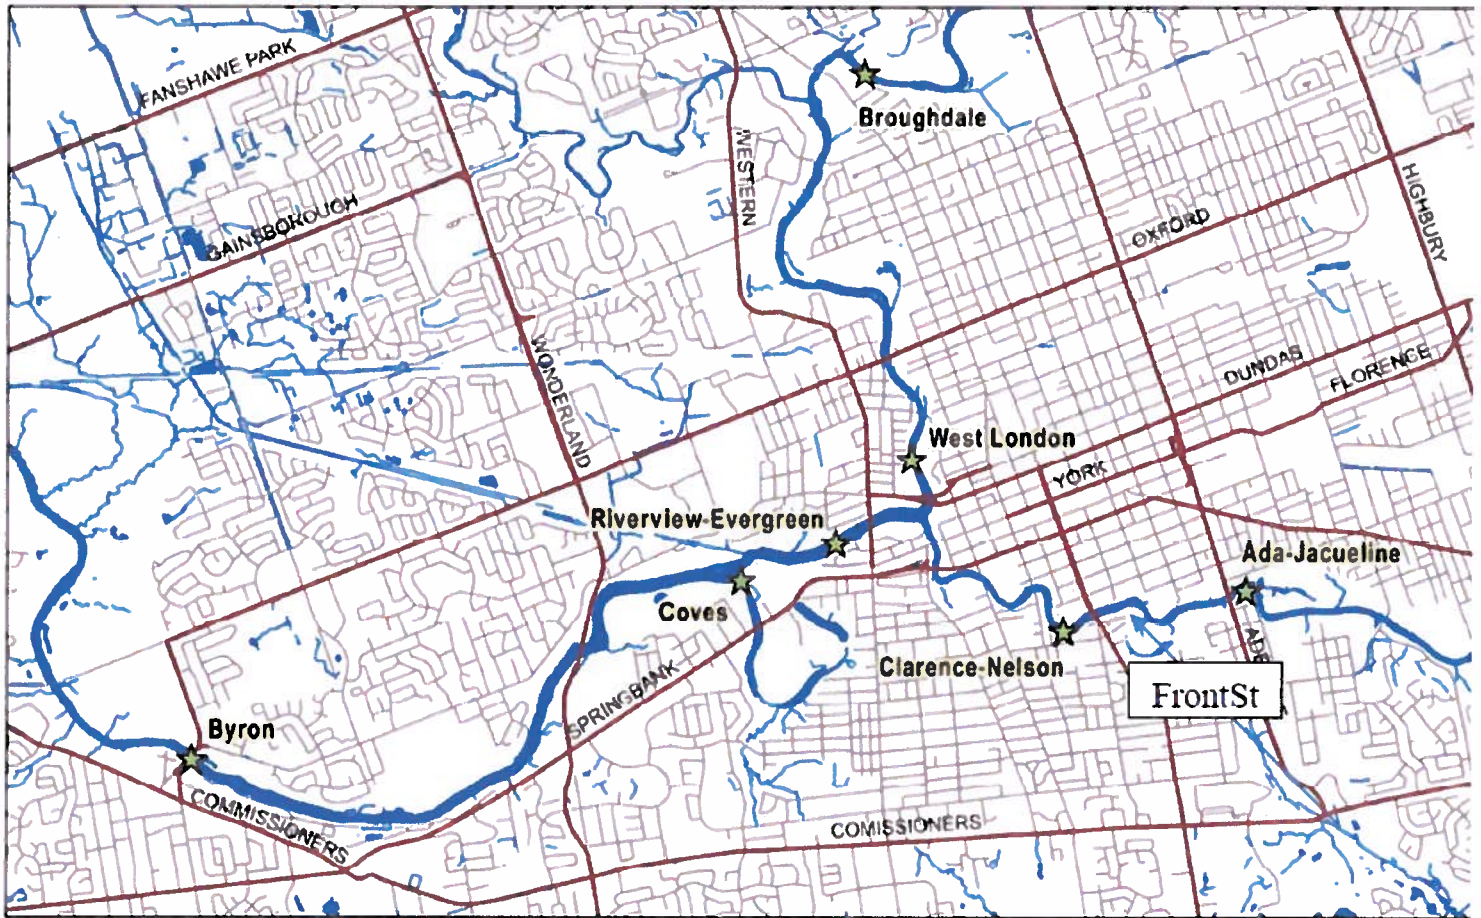 FANSHAWE PARK
Broughdale
WESTERN
HIGHBURY
GAINSBOROUGH
OXFORD
WONDERLAND
DUNDAS
FLORENCE
West London
YORK
Riverview-Evergreen
Ada-Jacueline
Coves
Clarence-Nelson
FrontSt
SPRINGBANK
Byron
COMMISSIONERS
COMISSIONERS